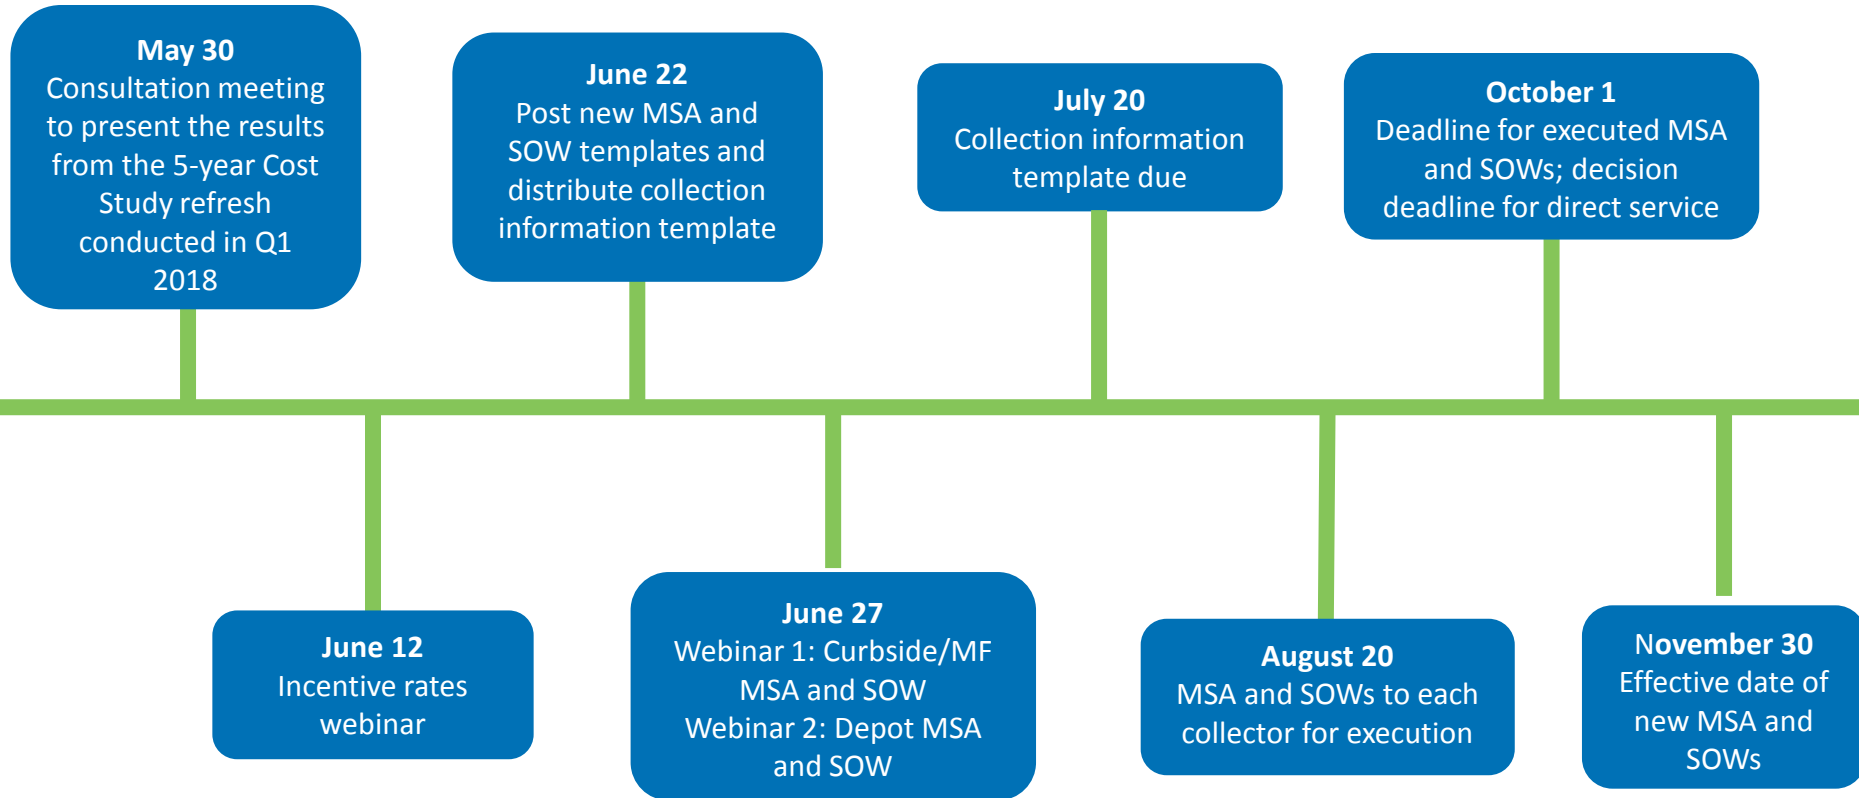 May 30
Consultation meeting
to present the results
from the 5-year Cost
Study refresh
conducted in Q1
2018
June 12
Incentive rates
webinar
June 22
Post new MSA and
SOW templates and
distribute collection
information template
June 27
Webinar 1: Curbside/MF
MSA and SOW
Webinar 2: Depot MSA
and SOW
July 20
Collection information
template due
August 20
MSA and SOWs to each
collector for execution
October 1
Deadline for executed MSA
and SOWs; decision
deadline for direct service
November 30
Effective date of
new MSA and
SOWs